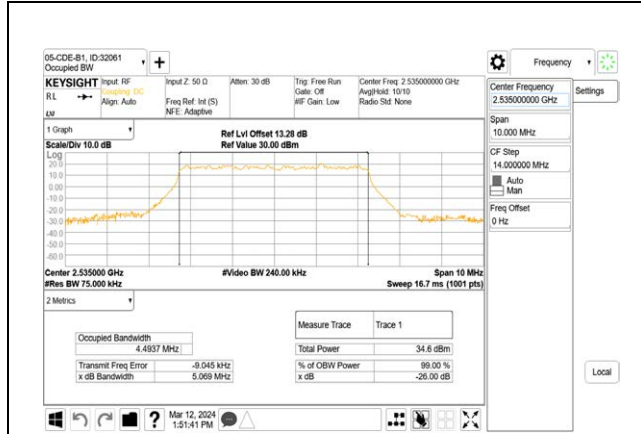 05-CDE-B1, ID:32061
Occupied BW
Frequency
KEYSIGHT
RL
Input: RF
Coupling: DC
Align: Auto
Input Z: 50 Ω
Freq Ref: Int (S)
NFE: Adaptive
Atten: 30 dB
Trig: Free Run
Gate: Off
#IF Gain: Low
Center Freq: 2.535000000 GHz
Avg|Hold: 10/10
Radio Std: None
Center Frequency
2.535000000 GHz
Settings
Span
10.000 MHz
CF Step
14.000000 MHz
Auto
Man
Freq Offset
0 Hz
1 Graph
Scale/Div 10.0 dB
Ref Lvl Offset 13.28 dB
Ref Value 30.00 dBm
Log
20.0
10.0
0.00
-10.0
-20.0
-30.0
-40.0
-50.0
-60.0
Center 2.535000 GHz
#Video BW 240.00 kHz
Span 10 MHz
#Res BW 75.000 kHz
Sweep 16.7 ms (1001 pts)
2 Metrics
Measure Trace
Trace 1
Occupied Bandwidth
4.4937 MHz
Total Power
34.6 dBm
Transmit Freq Error
-9.045 kHz
% of OBW Power
99.00 %
x dB Bandwidth
5.069 MHz
x dB
-26.00 dB
Local
?
Mar 12, 2024
1:51:41 PM